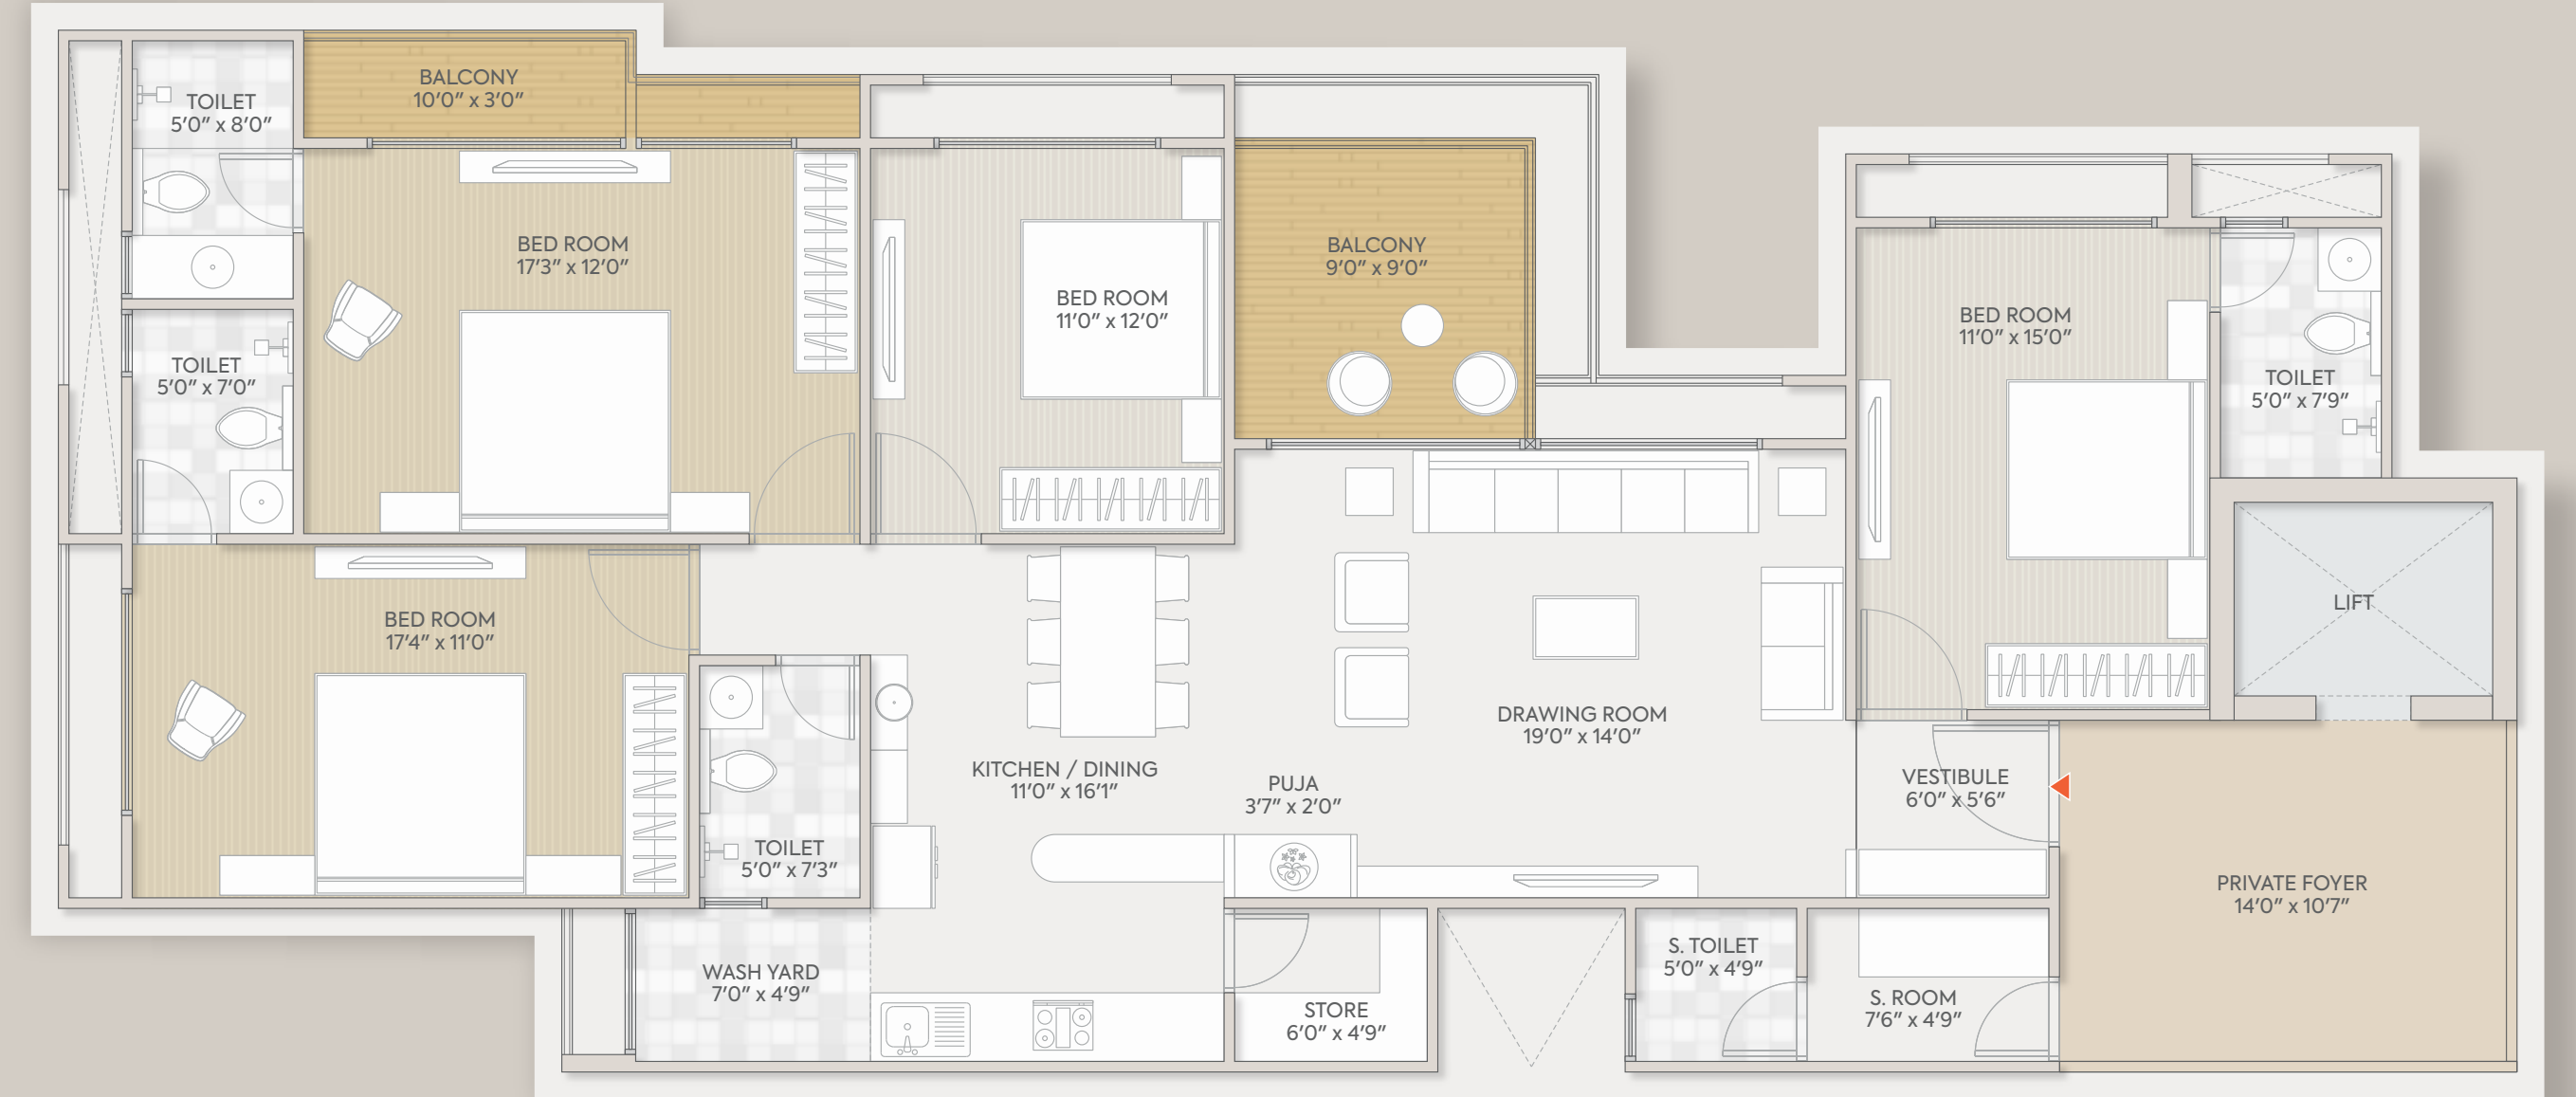 BALCONY
10'0" x 3'0"
TOILET
5'0" x 8'0"
BED ROOM
17'3" x 12'0"
BALCONY
9'0" x 9'0"
BED ROOM
11'0" x 12'0"
BED ROOM
11'0" x 15'0"
TOILET
5'0" x 7'0"
TOILET
5'0" x 7'9"
LIFT
BED ROOM
17'4" x 11'0"
DRAWING ROOM
19'0" x 14'0"
KITCHEN / DINING
11'0" x 16'1"
PUJA
3'7" x 2'0"
VESTIBULE
6'0" x 5'6"
TOILET
5'0" x 7'3"
PRIVATE FOYER
14'0" x 10'7"
WASH YARD
7'0" x 4'9"
S. TOILET
5'0" x 4'9"
STORE
6'0" x 4'9"
S. ROOM
7'6" x 4'9"